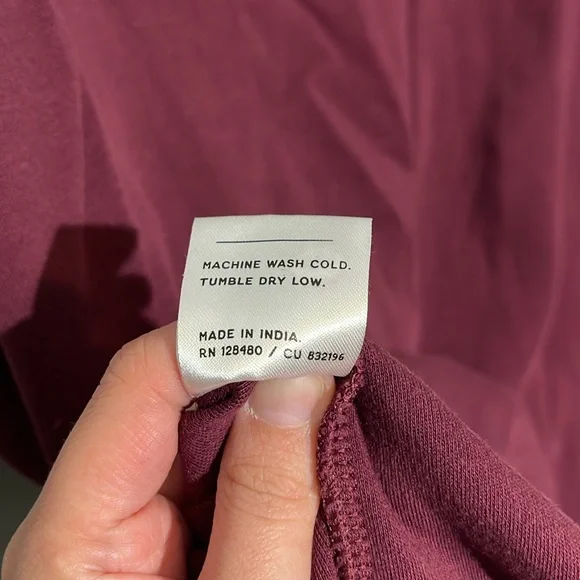 MACHINE WASH COLD.
TUMBLE DRY LOW.
MADE IN INDIA.
RN 128480 / CU 832196